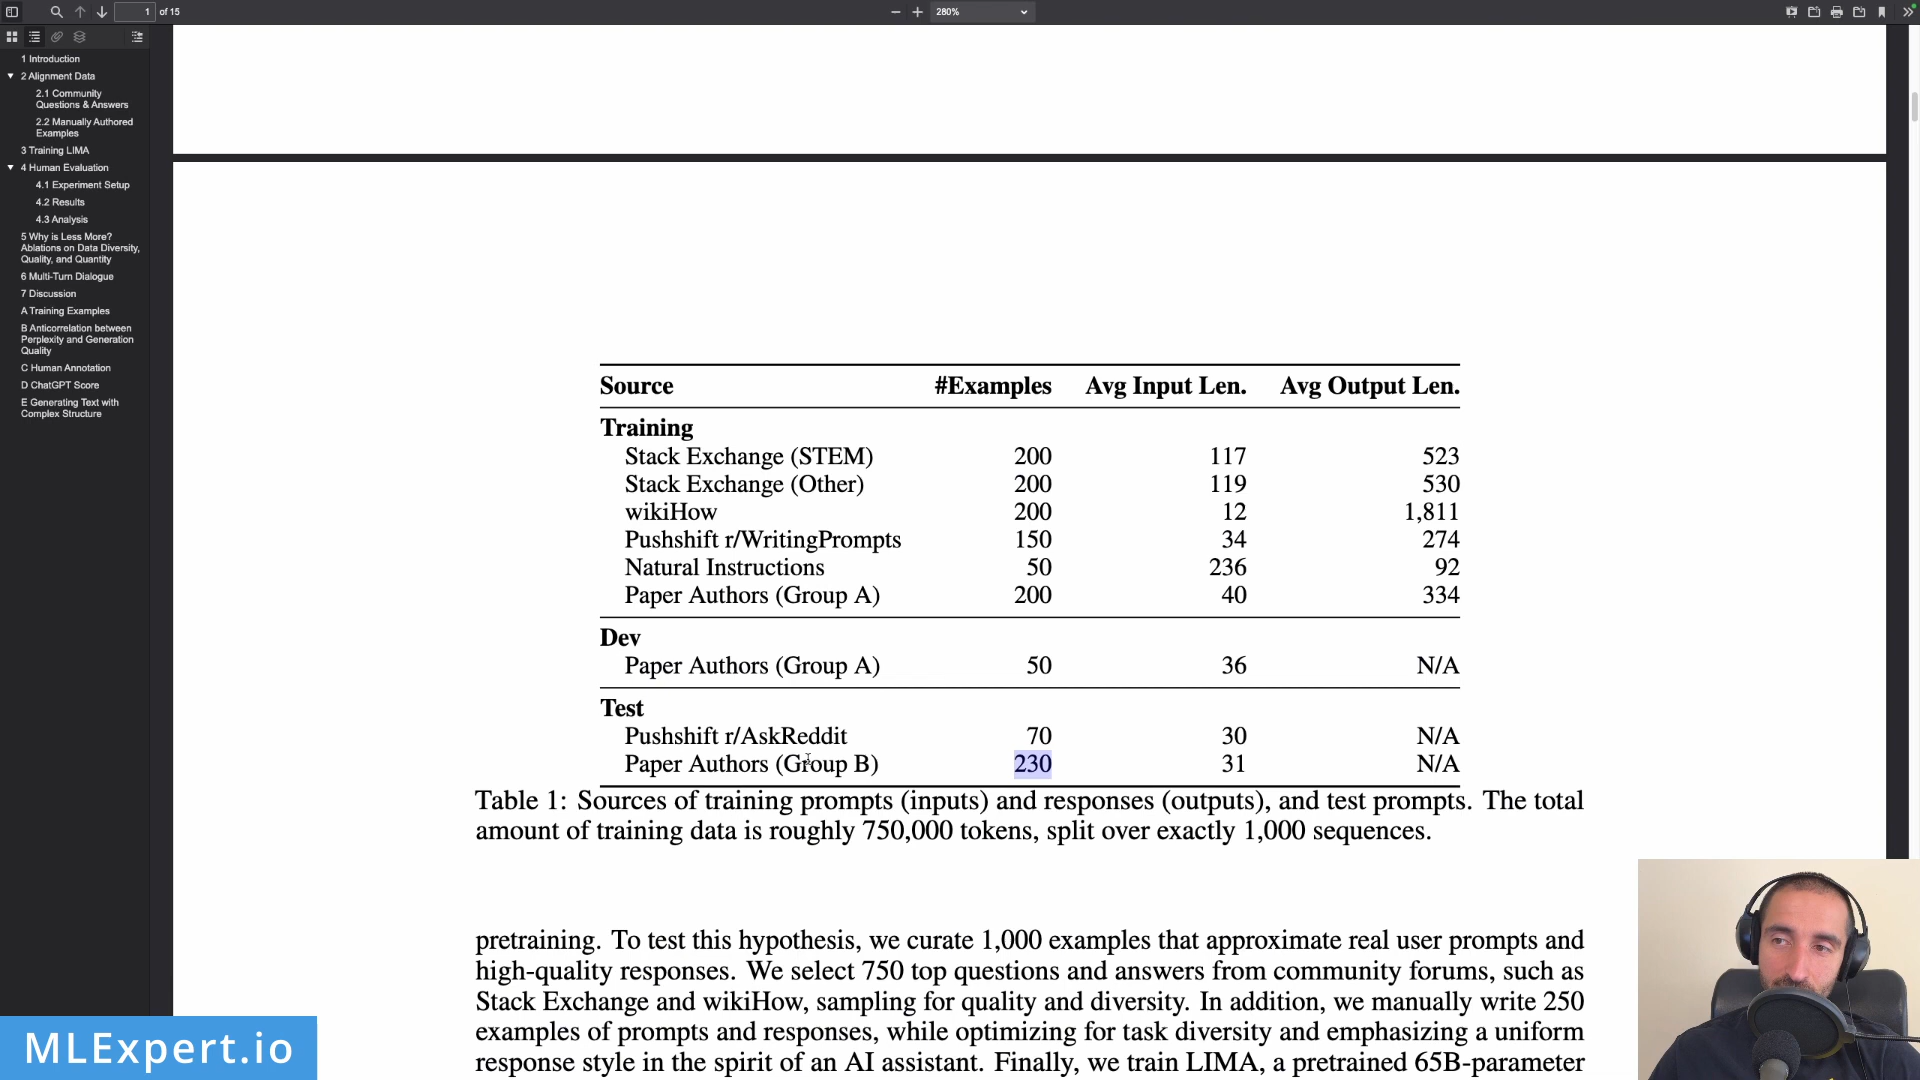 1 of 15
280%
1 Introduction
2 Alignment Data
2.1 Community
Questions & Answers
2.2 Manually Authored
Examples
3 Training LIMA
4 Human Evaluation
4.1 Experiment Setup
4.2 Results
4.3 Analysis
5 Why is Less More?
Ablations on Data Diversity,
Quality, and Quantity
6 Multi-Turn Dialogue
7 Discussion
A Training Examples
B Anticorrelation between
Perplexity and Generation
Quality
C Human Annotation
D ChatGPT Score
E Generating Text with
Complex Structure
Source #Examples Avg Input Len. Avg Output Len.
Training
Stack Exchange (STEM) 200 117 523
Stack Exchange (Other) 200 119 530
wikiHow 200 12 1,811
Pushshift r/WritingPrompts 150 34 274
Natural Instructions 50 236 92
Paper Authors (Group A) 200 40 334
Dev
Paper Authors (Group A) 50 36 N/A
Test
Pushshift r/AskReddit 70 30 N/A
Paper Authors (Group B) 230 31 N/A
Table 1: Sources of training prompts (inputs) and responses (outputs), and test prompts. The total
amount of training data is roughly 750,000 tokens, split over exactly 1,000 sequences.
pretraining. To test this hypothesis, we curate 1,000 examples that approximate real user prompts and
high-quality responses. We select 750 top questions and answers from community forums, such as
Stack Exchange and wikiHow, sampling for quality and diversity. In addition, we manually write 250
examples of prompts and responses, while optimizing for task diversity and emphasizing a uniform
response style in the spirit of an AI assistant. Finally, we train LIMA, a pretrained 65B-parameter
MLExpert.io